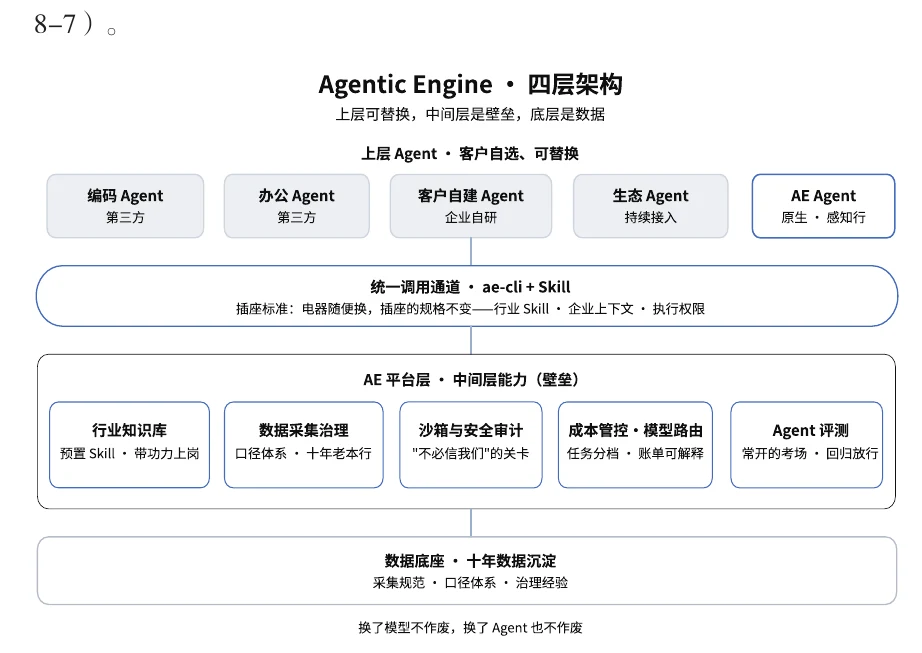 8–7）。
Agentic Engine · 四层架构
上层可替换，中间层是壁垒，底层是数据
上层 Agent · 客户自选、可替换
编码 Agent
第三方
办公 Agent
第三方
客户自建 Agent
企业自研
生态 Agent
持续接入
AE Agent
原生 · 感知行
统一调用通道 · ae-cli + Skill
插座标准：电器随便换，插座的规格不变——行业 Skill · 企业上下文 · 执行权限
AE 平台层 · 中间层能力（壁垒）
行业知识库
预置 Skill · 带功力上岗
数据采集治理
口径体系 · 十年老本行
沙箱与安全审计
"不必信我们"的关卡
成本管控·模型路由
任务分档 · 账单可解释
Agent 评测
常开的考场 · 回归放行
数据底座 · 十年数据沉淀
采集规范 · 口径体系 · 治理经验
换了模型不作废，换了 Agent 也不作废